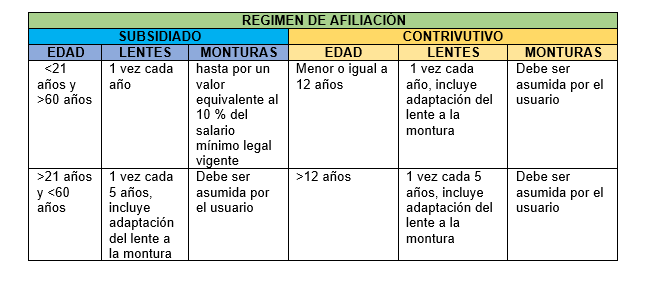 REGIMEN DE AFILIACIÓN
SUBSIDIADO
CONTRIVUTIVO
EDAD
LENTES
MONTURAS
EDAD
LENTES
MONTURAS
<21
años y
>60 años
1 vez cada
año
hasta por un
valor
equivalente al
10 % del
salario
mínimo legal
vigente
Menor o igual a
12 años
1 vez cada
año, incluye
adaptación del
lente a la
montura
Debe ser
asumida por el
usuario
>21 años
y <60
años
1 vez cada
5 años,
incluye
adaptación
del lente a
la montura
Debe ser
asumida por
el usuario
>12 años
1 vez cada 5
años, incluye
adaptación del
lente a la
montura
Debe ser
asumida por el
usuario